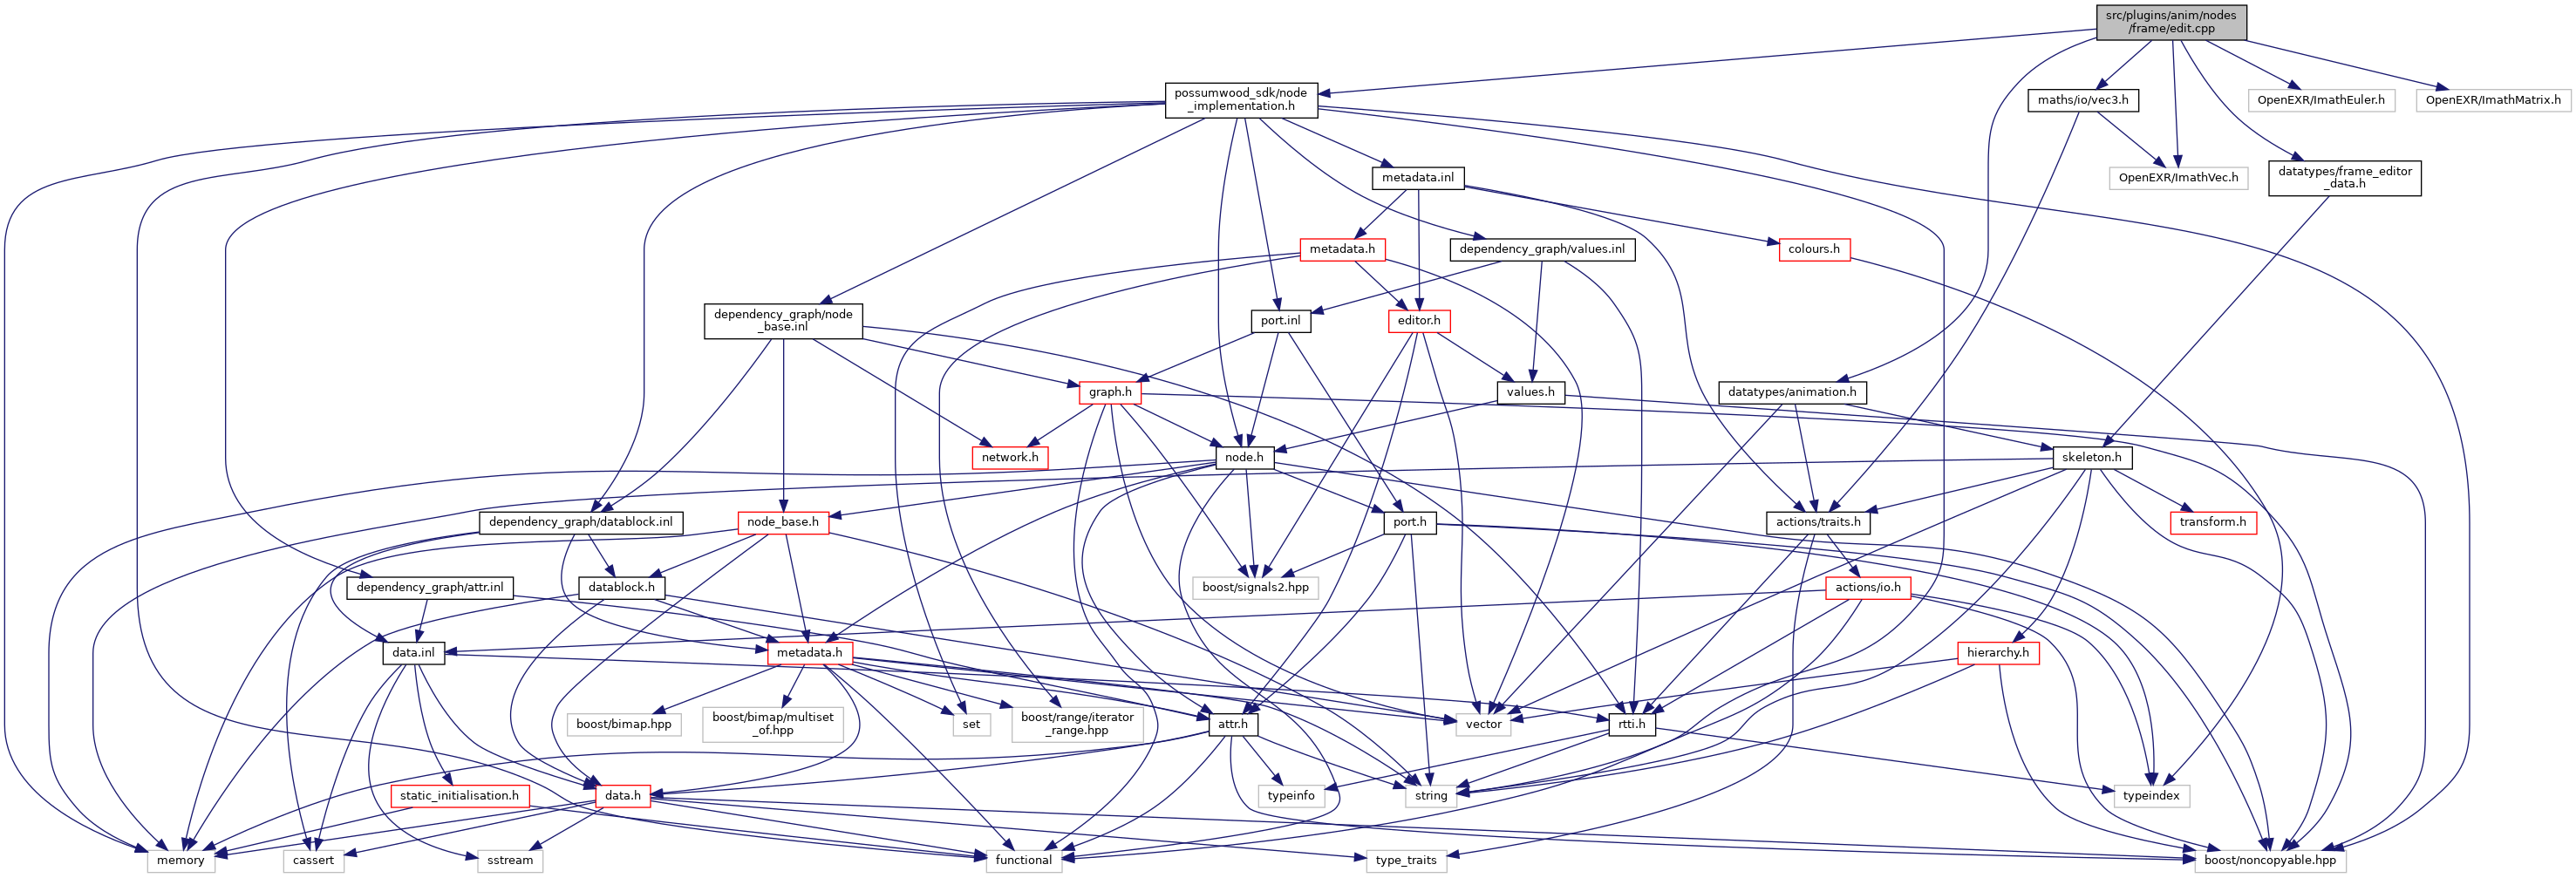 src/plugins/anim/nodes
/frame/edit.cpp
possumwood_sdk/node
_implementation.h
maths/io/vec3.h
OpenEXR/ImathEuler.h
OpenEXR/ImathMatrix.h
metadata.inl
OpenEXR/ImathVec.h
datatypes/frame_editor
_data.h
metadata.h
dependency_graph/values.inl
colours.h
dependency_graph/node
_base.inl
port.inl
editor.h
graph.h
values.h
datatypes/animation.h
network.h
node.h
skeleton.h
dependency_graph/datablock.inl
node_base.h
port.h
actions/traits.h
transform.h
dependency_graph/attr.inl
datablock.h
boost/signals2.hpp
actions/io.h
data.inl
metadata.h
hierarchy.h
boost/bimap.hpp
boost/bimap/multiset
_of.hpp
set
boost/range/iterator
_range.hpp
attr.h
vector
rtti.h
static_initialisation.h
data.h
typeinfo
string
typeindex
memory
cassert
sstream
functional
type_traits
boost/noncopyable.hpp